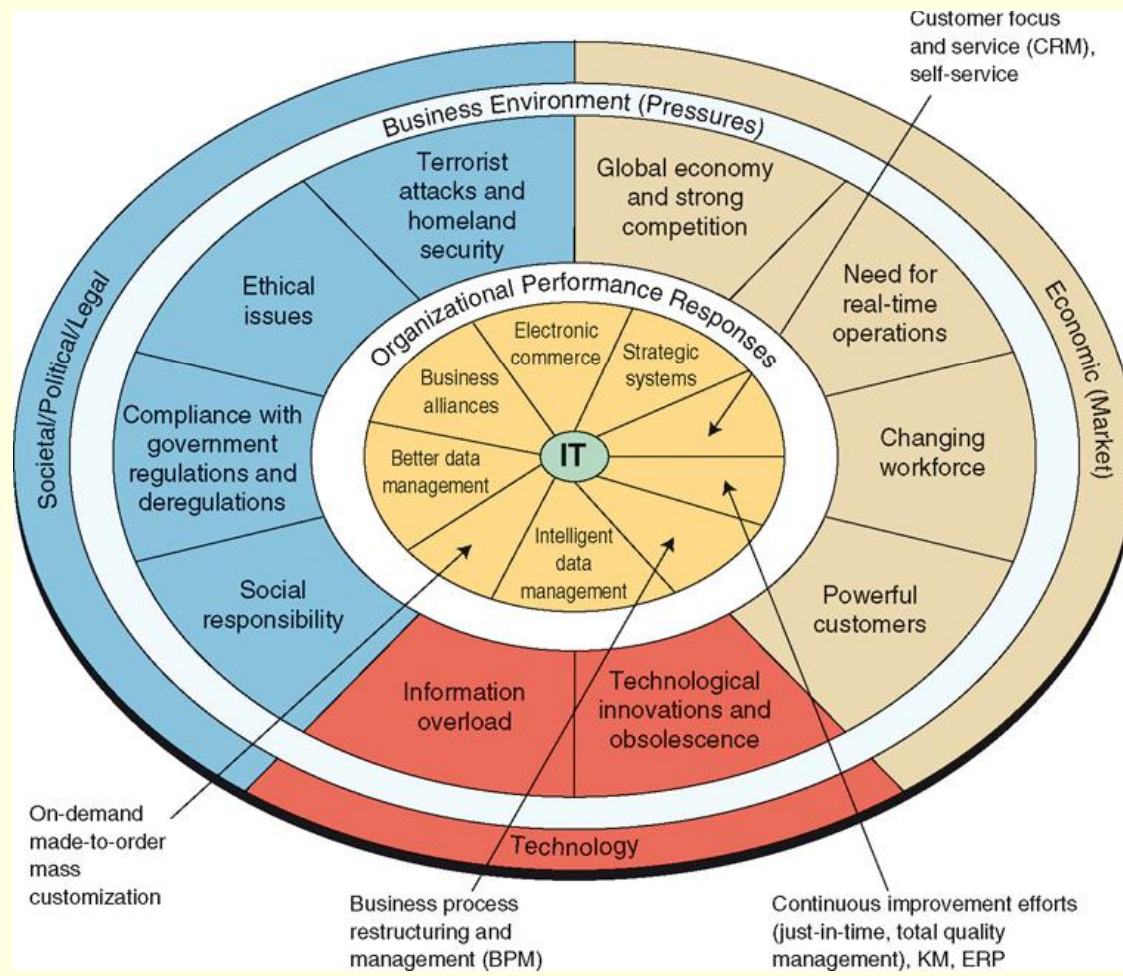 Customer focus
and service (CRM),
self-service
Business Environment (Pressures)
Societal/Political/Legal
Economic (Market)
Technology
Terrorist
attacks and
homeland
security
Global economy
and strong
competition
Ethical
issues
Need for
real-time
operations
Compliance with
government
regulations and
deregulations
Changing
workforce
Social
responsibility
Powerful
customers
Information
overload
Technological
innovations and
obsolescence
Organizational Performance Responses
Electronic
commerce
Strategic
systems
Business
alliances
Better data
management
IT
Intelligent
data
management
On-demand
made-to-order
mass
customization
Business process
restructuring and
management (BPM)
Continuous improvement efforts
(just-in-time, total quality
management), KM, ERP